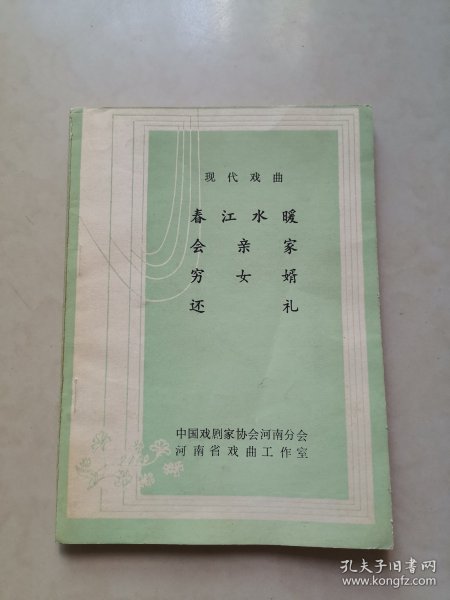 现代戏曲
春江水暖
会亲家
穷女婿
还礼
中国戏剧家协会河南分会
河南省戏曲工作室
孔夫子旧书网
www.kongfz.com